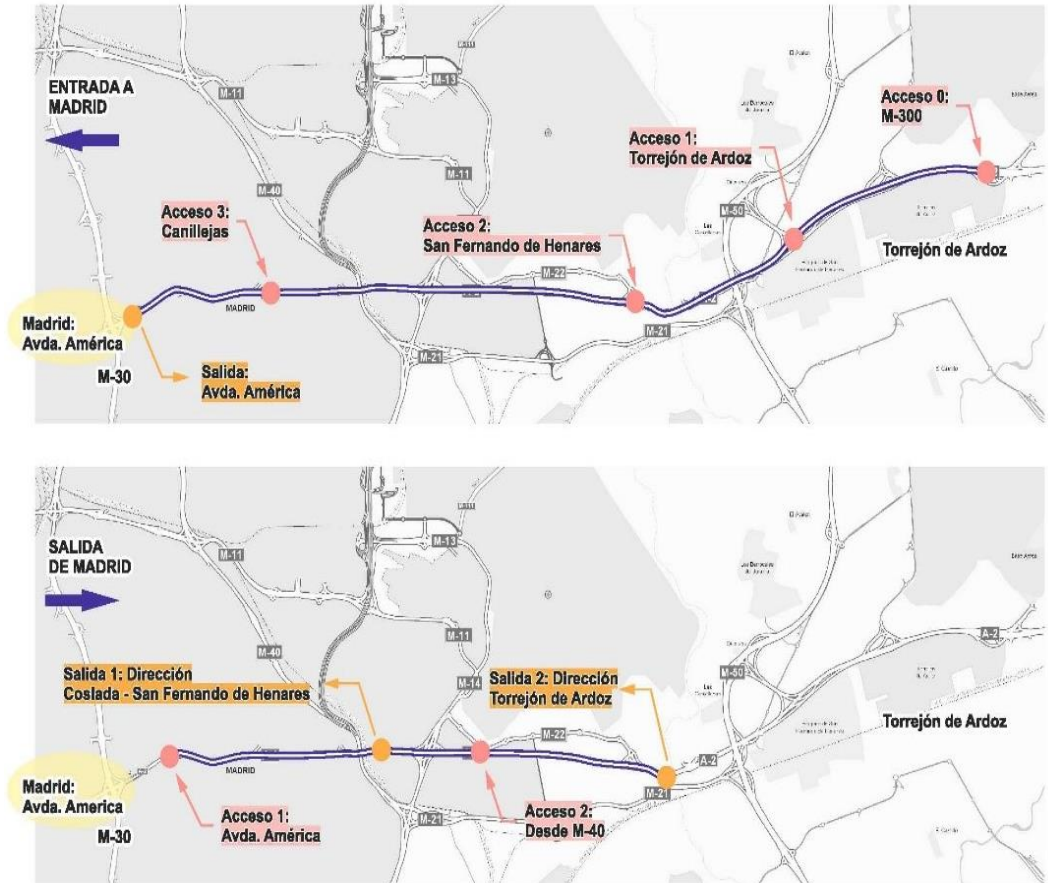 ENTRADA A
MADRID
M-11
M-13
Acceso 0:
M-300
Acceso 1:
Torrejón de Ardoz
M-40
M-11
M-50
Acceso 3:
Canillejas
Acceso 2:
San Fernando de Henares
Torrejón de Ardoz
M-22
MADRID
M-21
M-21
Madrid:
Avda. América
M-30
Salida:
Avda. América
SALIDA
DE MADRID
M-11
M-13
M-11
A-2
M-40
M-14
M-50
Salida 1: Dirección
Coslada - San Fernando de Henares
Salida 2: Dirección
Torrejón de Ardoz
Torrejón de Ardoz
M-22
A-2
MADRID
M-21
M-21
Madrid:
Avda. America
M-30
Acceso 1:
Avda. América
Acceso 2:
Desde M-40